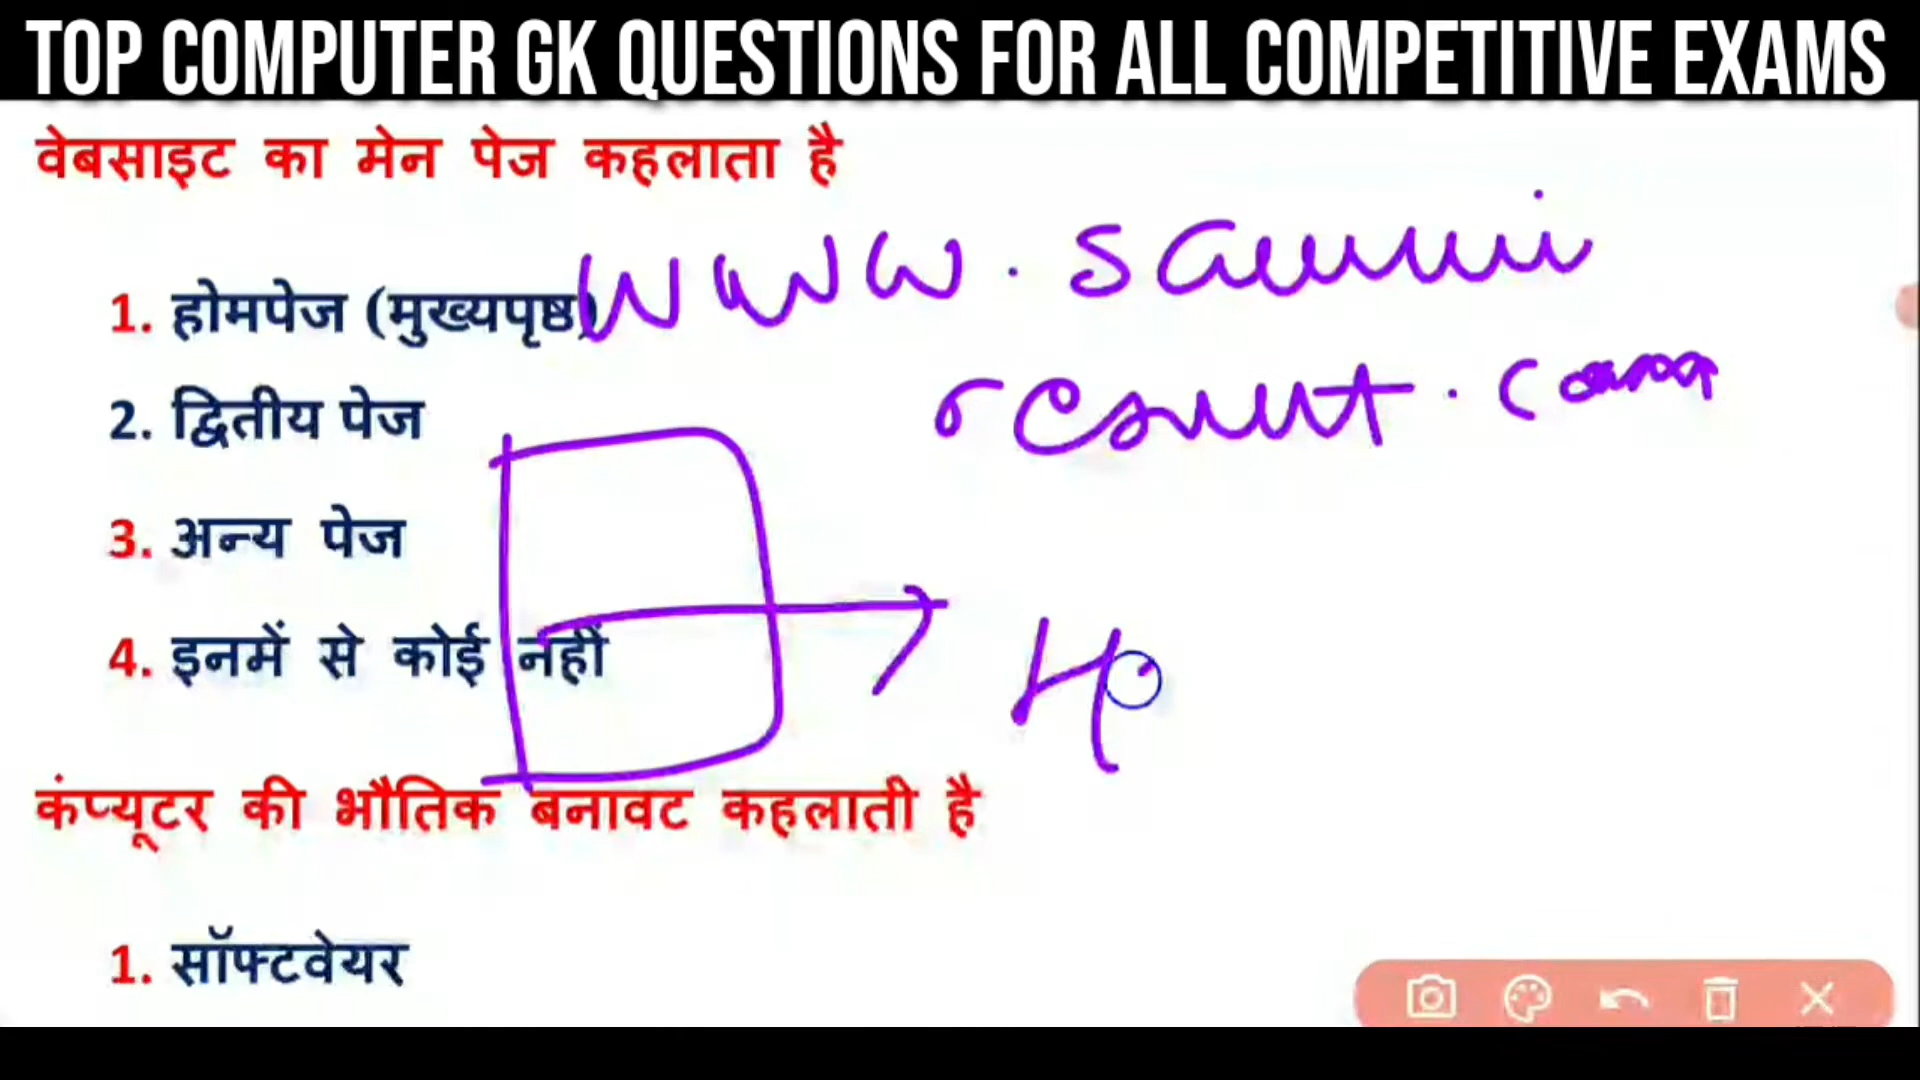 TOP COMPUTER GK QUESTIONS FOR ALL COMPETITIVE EXAMS
वेबसाइट का मेन पेज कहलाता है
1. होमपेज (मुख्यपृष्ठ)
www.
2. द्वितीय पेज
3. अन्य पेज
4. इनमें से कोई नहीं
कंप्यूटर की भौतिक बनावट कहलाती है
1. सॉफ्टवेयर